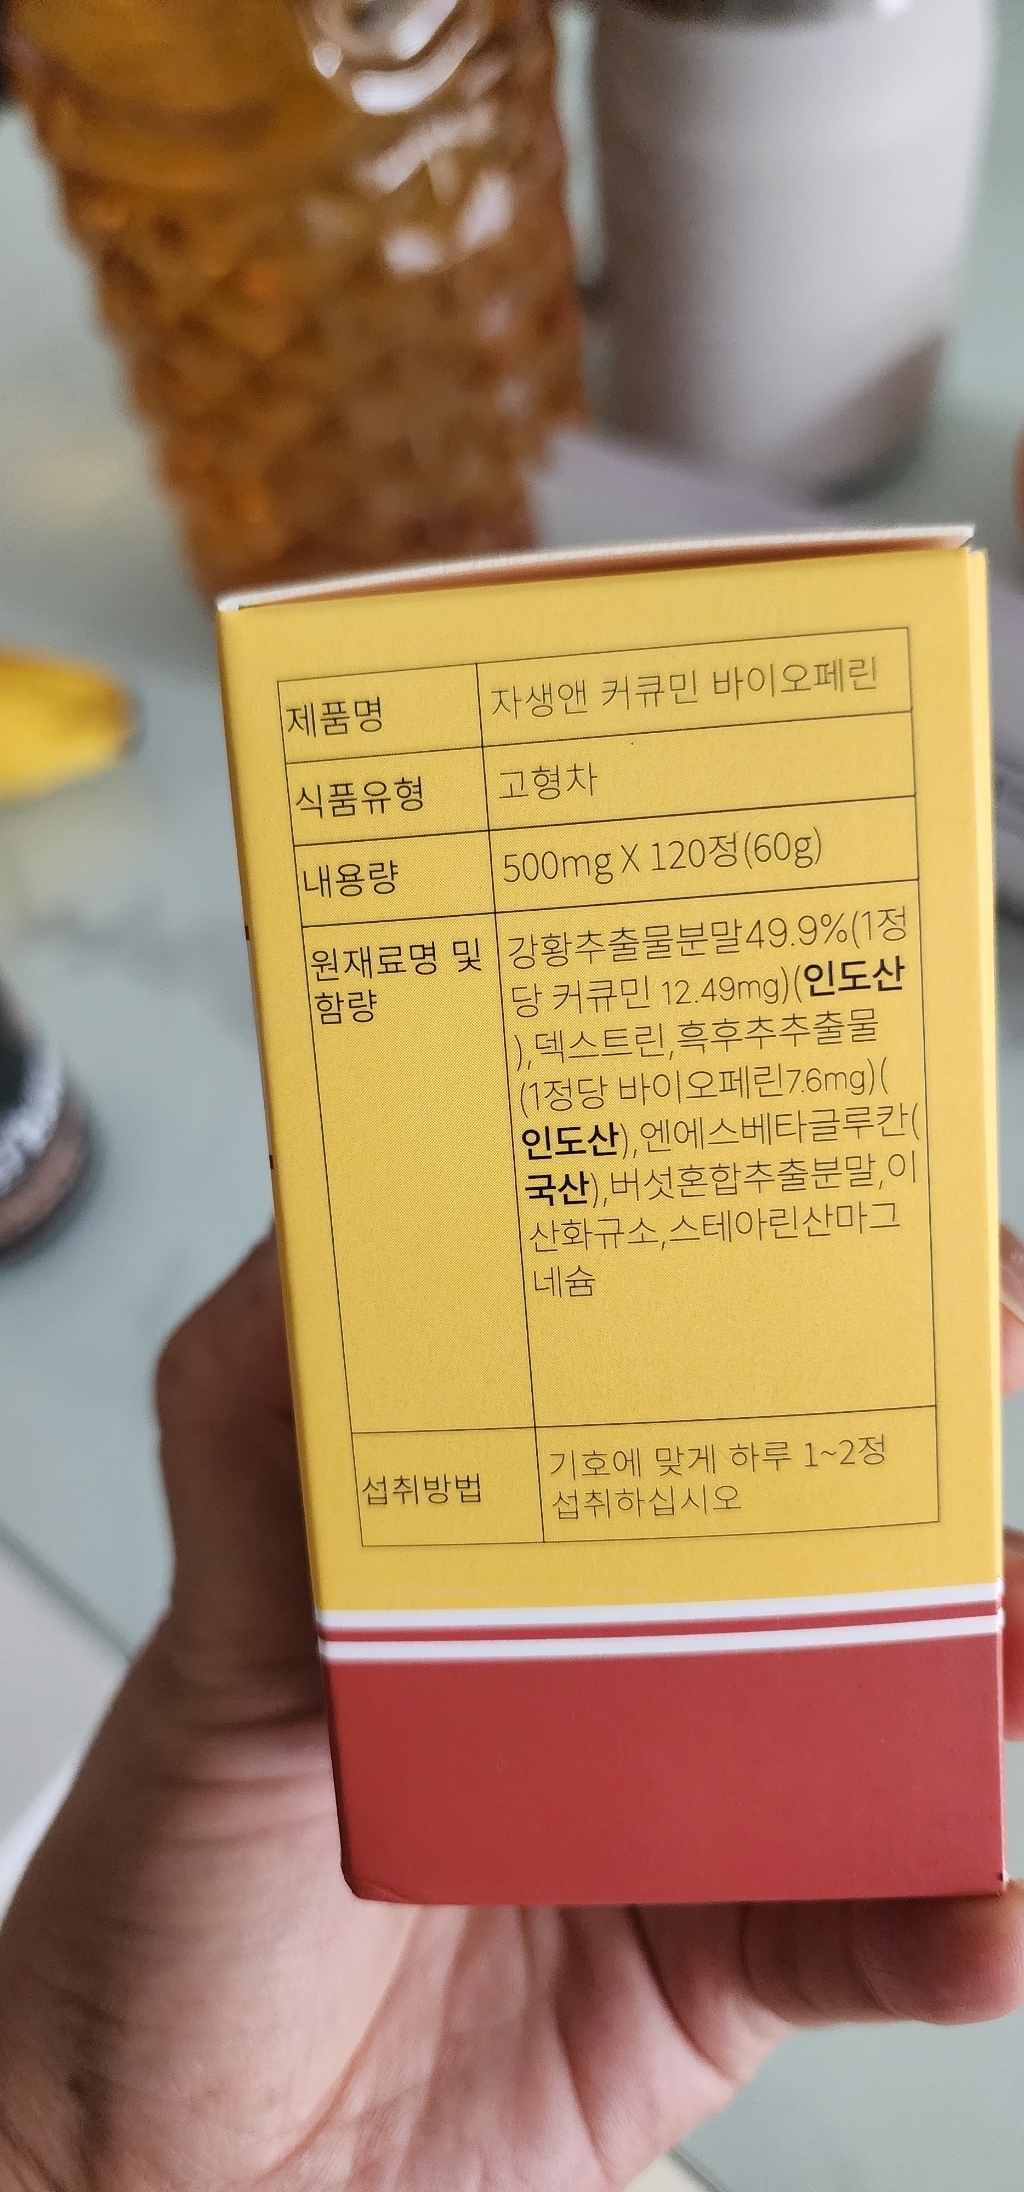 제품명
자생앤 커큐민 바이오페린
식품유형
고형차
내용량
500mg X 120정(60g)
원재료명 및
함량
강황추출물분말49.9%(1정
당 커큐민 12.49mg)(인도산
),덱스트린,흑후추추출물
(1정당 바이오페린7.6mg)(
인도산),엔에스베타글루칸(
국산),버섯혼합추출분말,이
산화규소,스테아린산마그
네슘
섭취방법
기호에 맞게 하루 1~2정
섭취하십시오